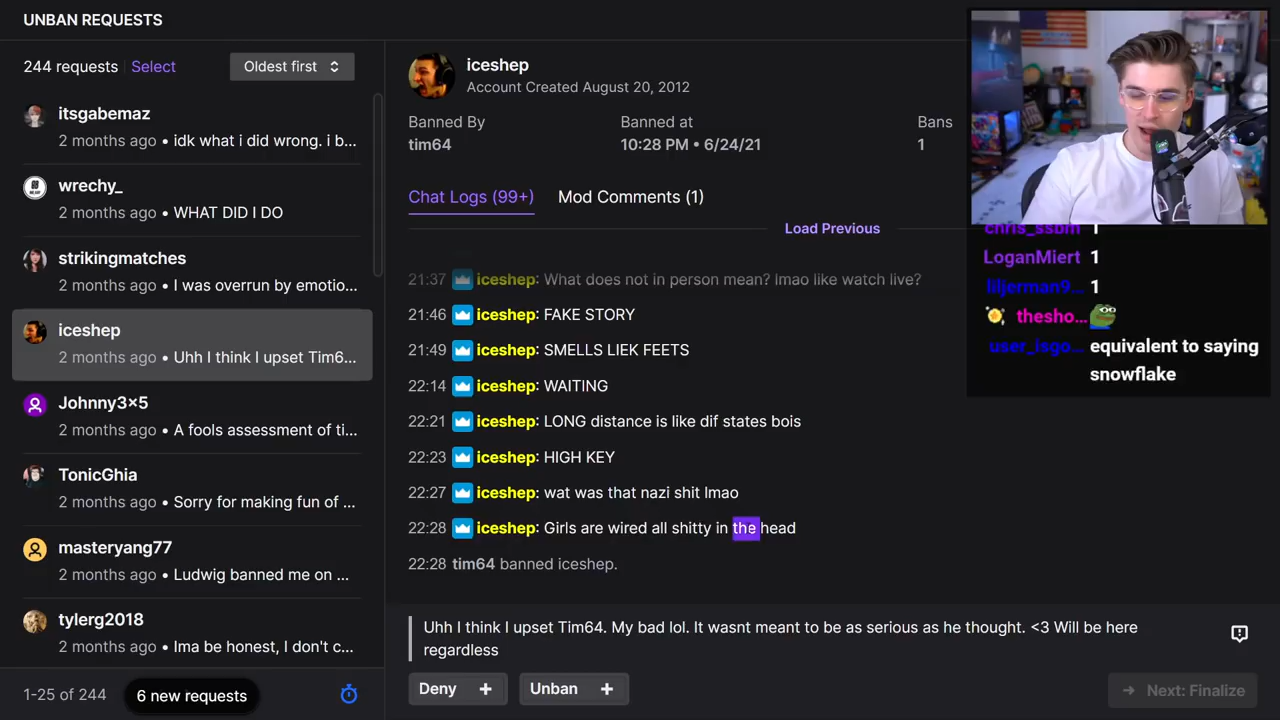 UNBAN REQUESTS
244 requests Select
Oldest first
itsgabemaz
2 months ago • idk what i did wrong. i b...
wrechy_
2 months ago • WHAT DID I DO
strikingmatches
2 months ago • I was overrun by emotio...
iceshep
2 months ago • Uhh I think I upset Tim6...
Johnny3x5
2 months ago • A fools assessment of ti...
TonicGhia
2 months ago • Sorry for making fun of ...
masteryang77
2 months ago • Ludwig banned me on ...
tylerg2018
2 months ago • Ima be honest, I don't c...
1-25 of 244
6 new requests
iceshep
Account Created August 20, 2012
Banned By
tim64
Banned at
10:28 PM • 6/24/21
Bans
1
Chat Logs (99+)
Mod Comments (1)
Load Previous
21:37 iceshep: What does not in person mean? lmao like watch live?
21:46 iceshep: FAKE STORY
21:49 iceshep: SMELLS LIEK FEETS
22:14 iceshep: WAITING
22:21 iceshep: LONG distance is like dif states bois
22:23 iceshep: HIGH KEY
22:27 iceshep: wat was that nazi shit lmao
22:28 iceshep: Girls are wired all shitty in the head
22:28 tim64 banned iceshep.
Uhh I think I upset Tim64. My bad lol. It wasnt meant to be as serious as he thought. <3 Will be here
regardless
Deny +
Unban +
Next: Finalize
chris_ssbm 1
LoganMiert 1
liljerman9... 1
thesho...
user_isgo... equivalent to saying
snowflake